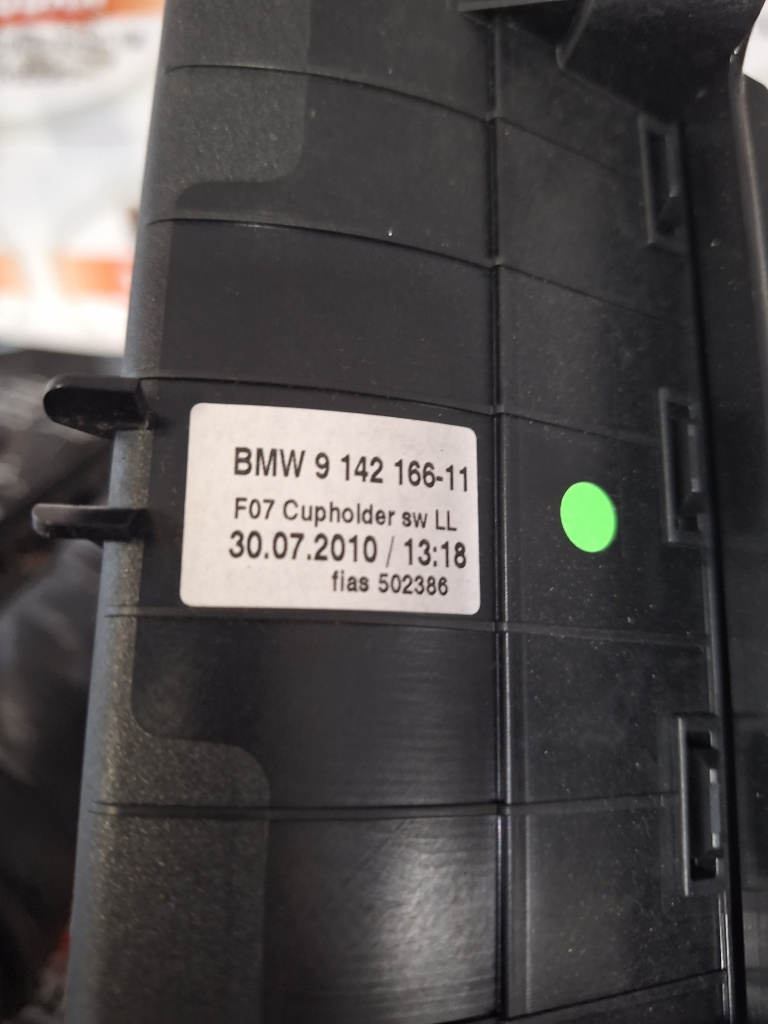 BMW 9 142 166-11
F07 Cupholder sw LL
30.07.2010 / 13:18
fias 502386